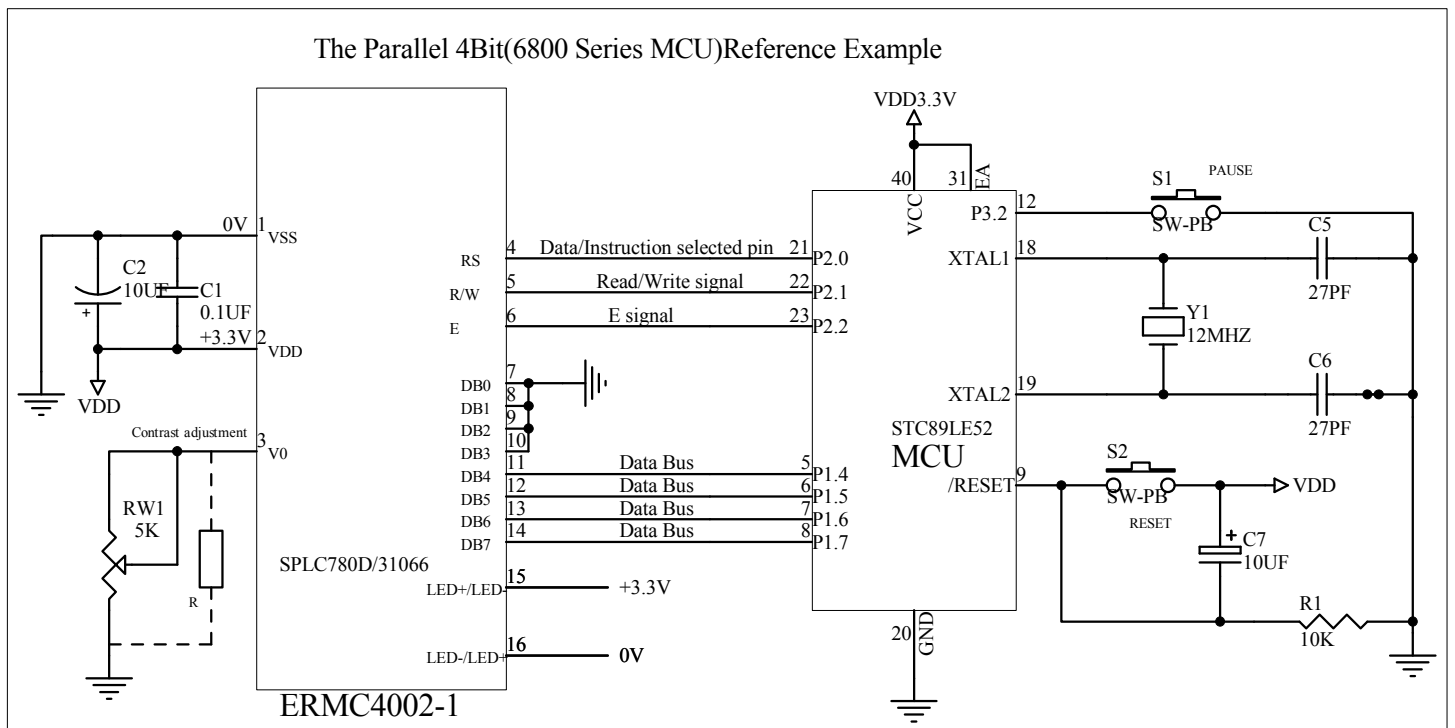 The Parallel 4Bit(6800 Series MCU)Reference Example
0V
1
VSS
C2
10UF
+
C1
0.1UF
+3.3V
2
VDD
VDD
Contrast adjustment
3
V0
RW1
5K
R
SPLC780D/31066
ERMC4002-1
RS
4
Data/Instruction selected pin
21
P2.0
R/W
5
Read/Write signal
22
P2.1
E
6
E signal
23
P2.2
DB0
7
DB1
8
DB2
9
DB3
10
DB4
11
Data Bus
5
P1.4
DB5
12
Data Bus
6
P1.5
DB6
13
Data Bus
7
P1.6
DB7
14
Data Bus
8
P1.7
LED+/LED-
15
+3.3V
LED-/LED+
16
0V
VDD3.3V
40
VCC
31
EA
P3.2
12
S1
PAUSE
SW-PB
XTAL1
18
C5
27PF
Y1
12MHZ
XTAL2
19
C6
27PF
STC89LE52
MCU
/RESET
9
S2
SW-PB
RESET
VDD
+
C7
10UF
R1
10K
20
GND